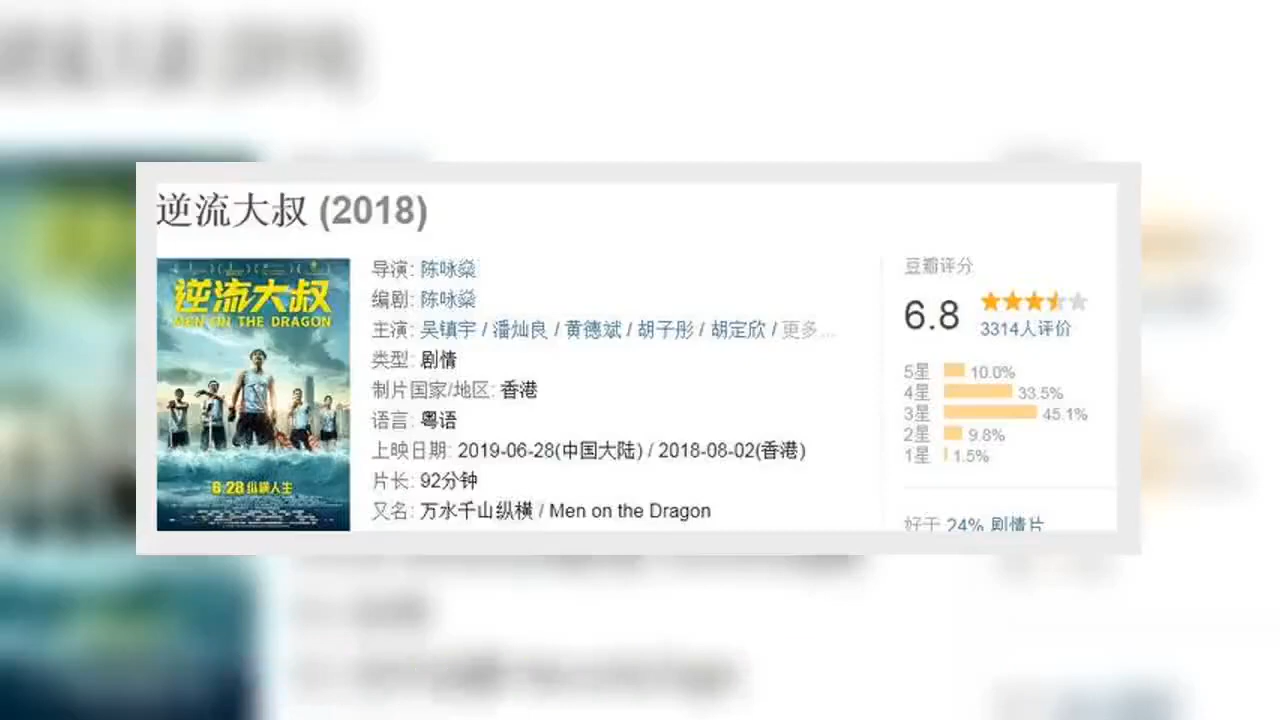 逆流大叔 (2018)
逆流大叔
MEN ON THE DRAGON
6.28 纵横人生
导演: 陈咏燊
编剧: 陈咏燊
主演: 吴镇宇 / 潘灿良 / 黄德斌 / 胡子彤 / 胡定欣 / 更多...
类型: 剧情
制片国家/地区: 香港
语言: 粤语
上映日期: 2019-06-28(中国大陆) / 2018-08-02(香港)
片长: 92分钟
又名: 万水千山纵横 / Men on the Dragon
豆瓣评分
6.8
3314人评价
5星 10.0%
4星 33.5%
3星 45.1%
2星 9.8%
1星 1.5%
好于 24% 剧情片